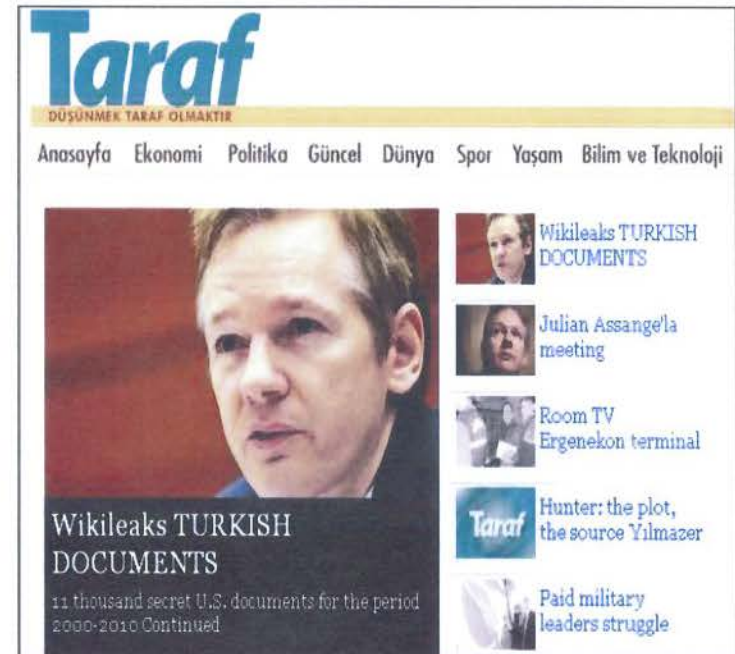 Taraf
DÜŞÜNMEK TARAF OLMAKTIR
Anasayfa Ekonomi Politika Güncel Dünya Spor Yaşam Bilim ve Teknoloji
Wikileaks TURKISH
DOCUMENTS
11 thousand secret U.S. documents for the period
2000-2010 Continued
Wikileaks TURKISH
DOCUMENTS
Julian Assange'la
meeting
Room TV
Ergenekon terminal
Taraf
Hunter: the plot,
the source Yılmazer
Paid military
leaders struggle